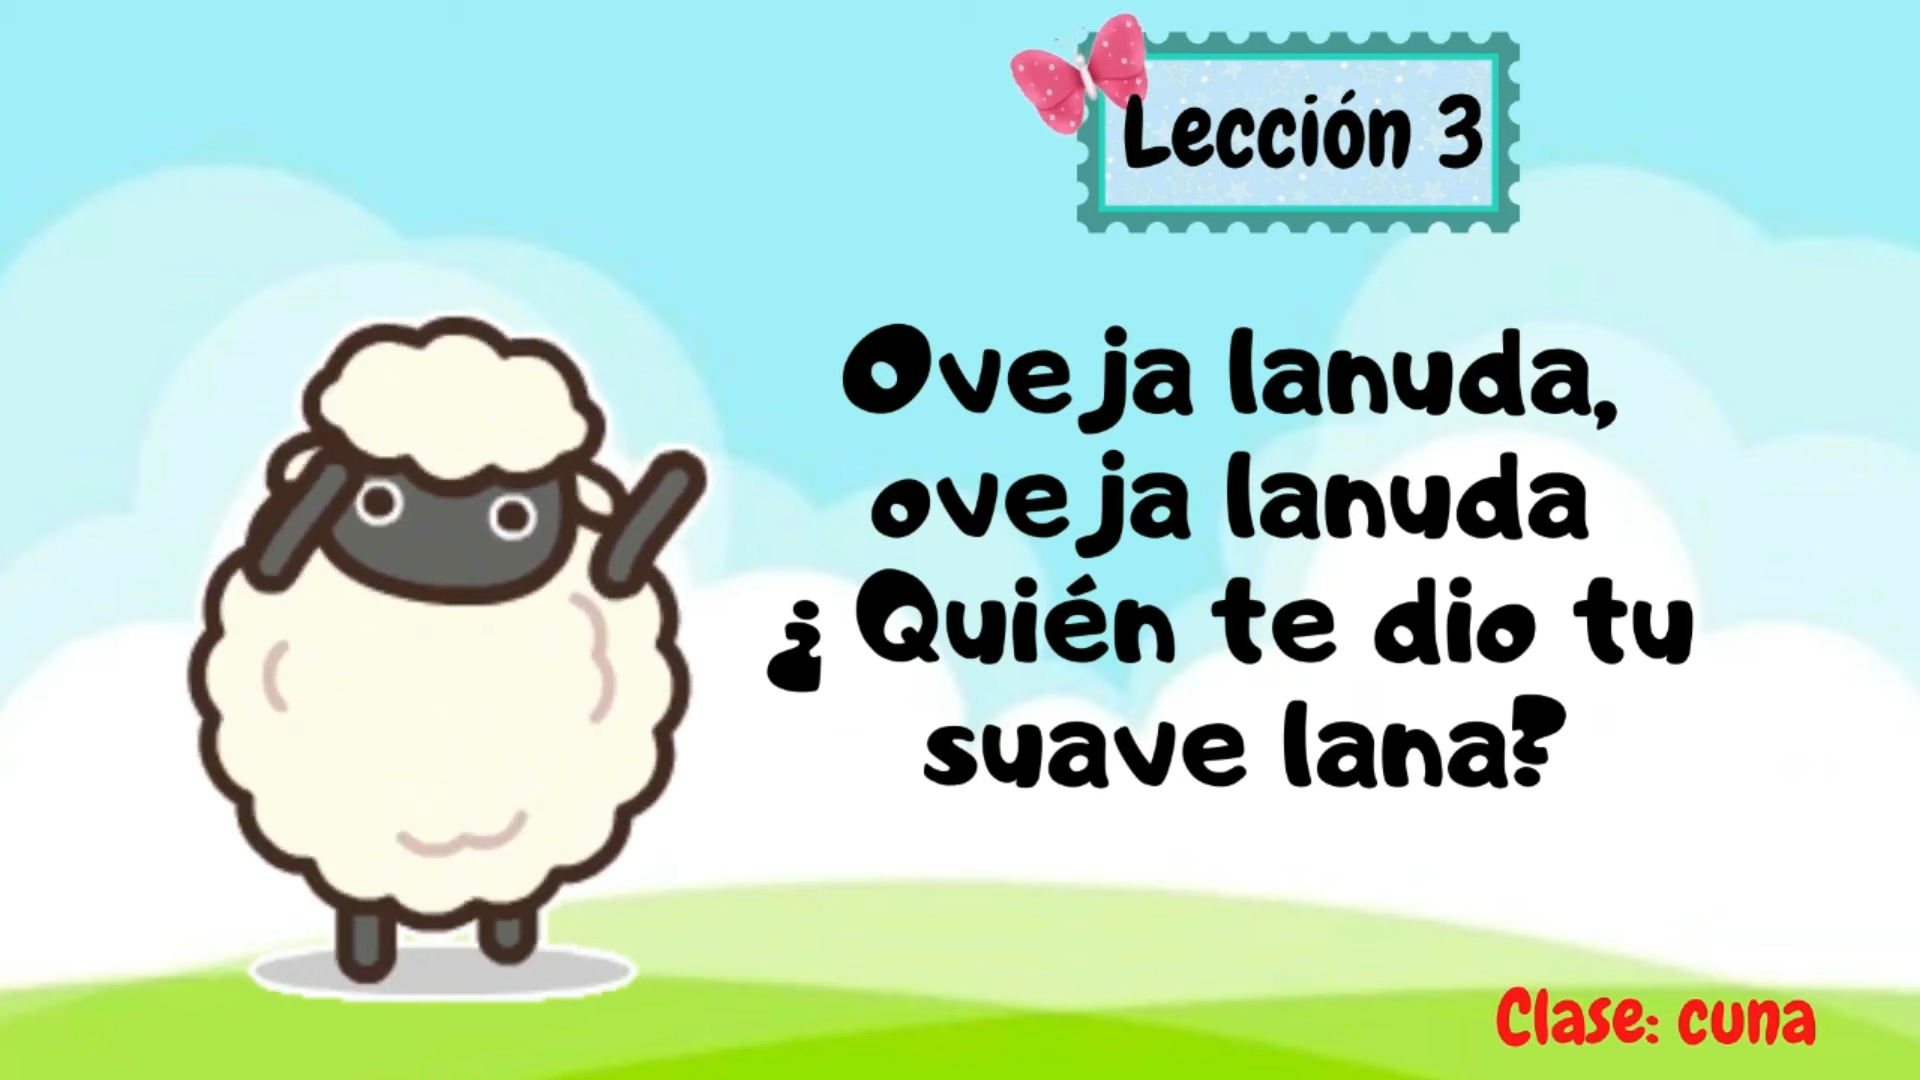 Lección 3
Oveja lanuda,
oveja lanuda
¿Quién te dio tu
suave lana?
Clase: cuna